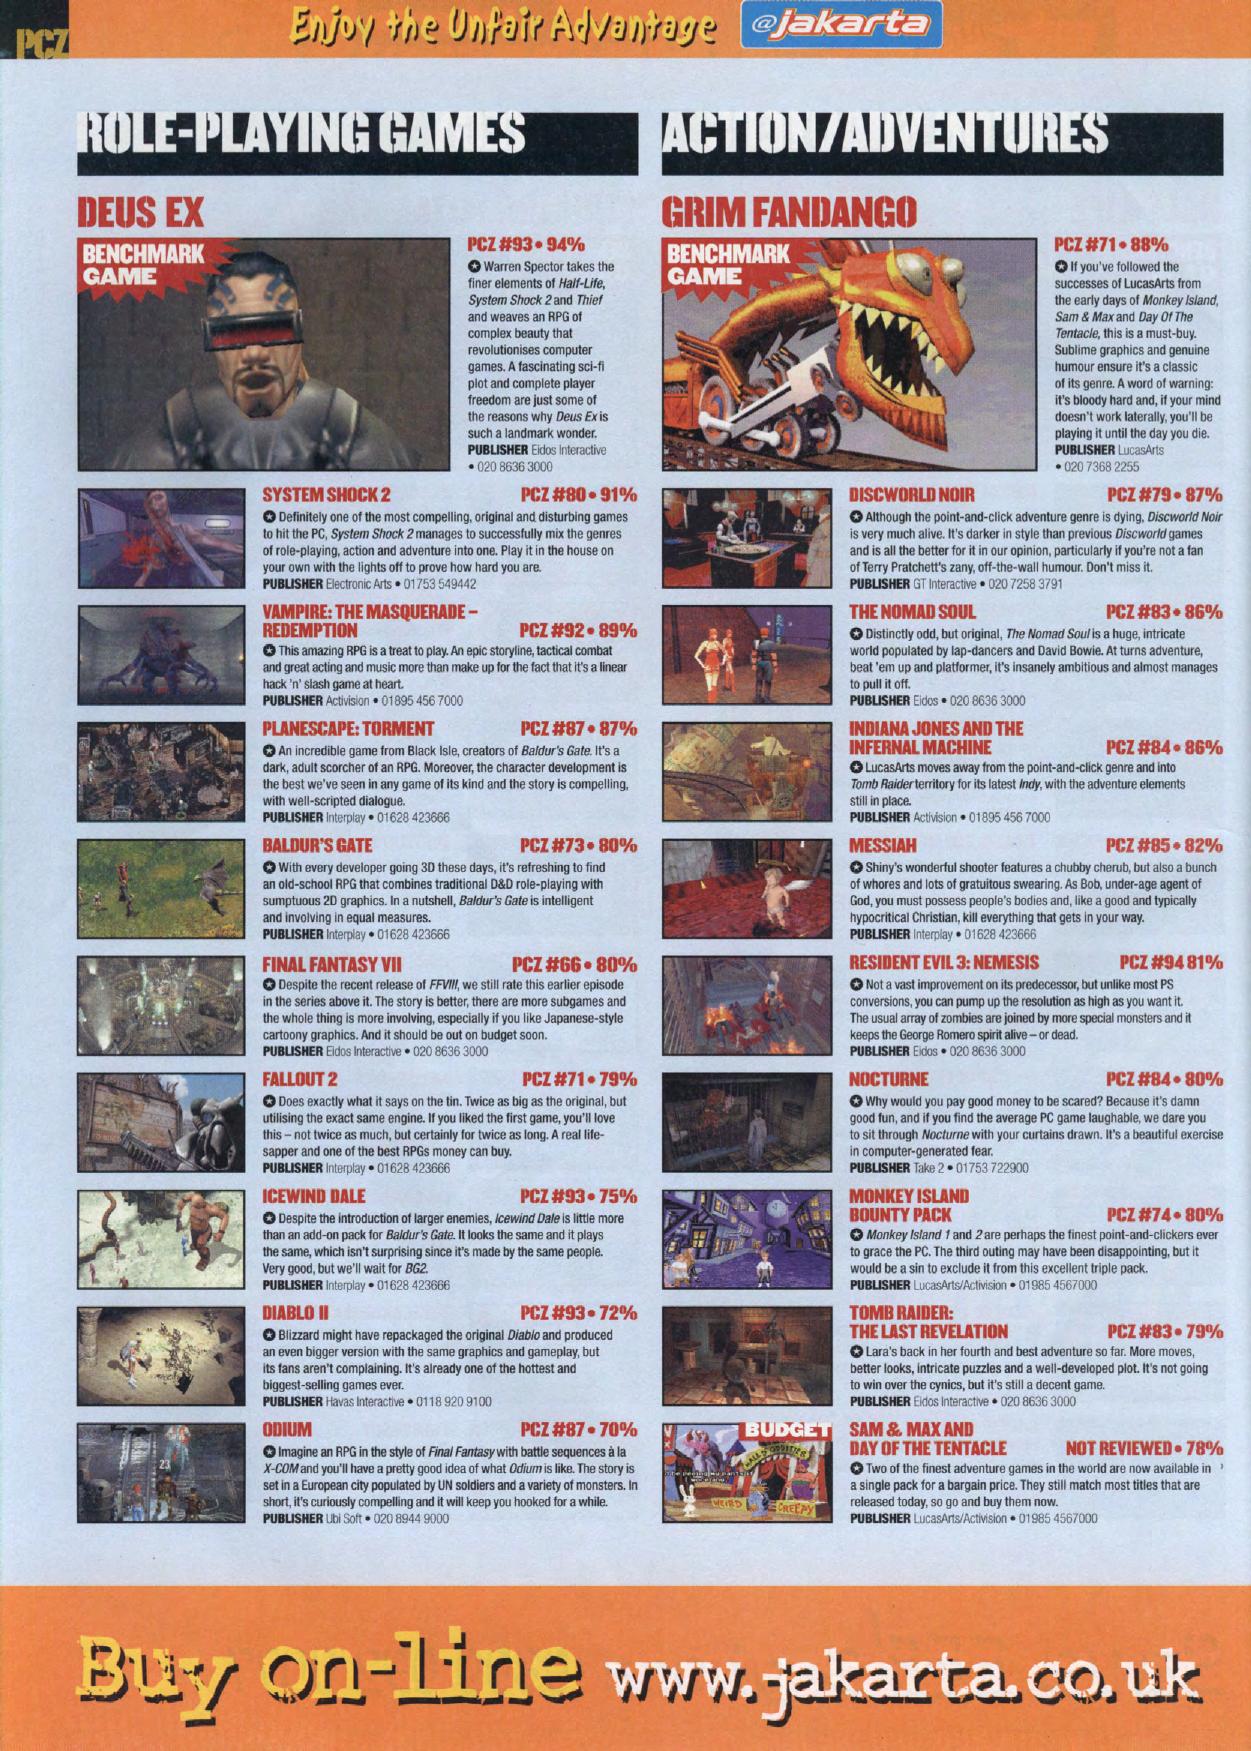 PCZ
Enjoy the Unfair Advantage
@jakarta
ROLE-PLAYING GAMES
DEUS EX
BENCHMARK
GAME
PCZ #93 • 94%
Warren Spector takes the
finer elements of Half-Life,
System Shock 2 and Thief
and weaves an RPG of
complex beauty that
revolutionises computer
games. A fascinating sci-fi
plot and complete player
freedom are just some of
the reasons why Deus Ex is
such a landmark wonder.
PUBLISHER Eidos Interactive
• 020 8636 3000
SYSTEM SHOCK 2 PCZ #80 • 91%
Definitely one of the most compelling, original and disturbing games
to hit the PC, System Shock 2 manages to successfully mix the genres
of role-playing, action and adventure into one. Play it in the house on
your own with the lights off to prove how hard you are.
PUBLISHER Electronic Arts • 01753 549442
VAMPIRE: THE MASQUERADE –
REDEMPTION PCZ #92 • 89%
This amazing RPG is a treat to play. An epic storyline, tactical combat
and great acting and music more than make up for the fact that it's a linear
hack 'n' slash game at heart.
PUBLISHER Activision • 01895 456 7000
PLANESCAPE: TORMENT PCZ #87 • 87%
An incredible game from Black Isle, creators of Baldur's Gate. It's a
dark, adult scorcher of an RPG. Moreover, the character development is
the best we've seen in any game of its kind and the story is compelling,
with well-scripted dialogue.
PUBLISHER Interplay • 01628 423666
BALDUR'S GATE PCZ #73 • 80%
With every developer going 3D these days, it's refreshing to find
an old-school RPG that combines traditional D&D role-playing with
sumptuous 2D graphics. In a nutshell, Baldur's Gate is intelligent
and involving in equal measures.
PUBLISHER Interplay • 01628 423666
FINAL FANTASY VII PCZ #66 • 80%
Despite the recent release of FFVIII, we still rate this earlier episode
in the series above it. The story is better, there are more subgames and
the whole thing is more involving, especially if you like Japanese-style
cartoony graphics. And it should be out on budget soon.
PUBLISHER Eidos Interactive • 020 8636 3000
FALLOUT 2 PCZ #71 • 79%
Does exactly what it says on the tin. Twice as big as the original, but
utilising the exact same engine. If you liked the first game, you'll love
this – not twice as much, but certainly for twice as long. A real life-
sapper and one of the best RPGs money can buy.
PUBLISHER Interplay • 01628 423666
ICEWIND DALE PCZ #93 • 75%
Despite the introduction of larger enemies, Icewind Dale is little more
than an add-on pack for Baldur's Gate. It looks the same and it plays
the same, which isn't surprising since it's made by the same people.
Very good, but we'll wait for BG2.
PUBLISHER Interplay • 01628 423666
DIABLO II PCZ #93 • 72%
Blizzard might have repackaged the original Diablo and produced
an even bigger version with the same graphics and gameplay, but
its fans aren't complaining. It's already one of the hottest and
biggest-selling games ever.
PUBLISHER Havas Interactive • 0118 920 9100
23
ODIUM PCZ #87 • 70%
Imagine an RPG in the style of Final Fantasy with battle sequences à la
X-COM and you'll have a pretty good idea of what Odium is like. The story is
set in a European city populated by UN soldiers and a variety of monsters. In
short, it's curiously compelling and it will keep you hooked for a while.
PUBLISHER Ubi Soft • 020 8944 9000
ACTION/ADVENTURES
GRIM FANDANGO
BENCHMARK
GAME
PCZ #71 • 88%
If you've followed the
successes of LucasArts from
the early days of Monkey Island,
Sam & Max and Day Of The
Tentacle, this is a must-buy.
Sublime graphics and genuine
humour ensure it's a classic
of its genre. A word of warning:
it's bloody hard and, if your mind
doesn't work laterally, you'll be
playing it until the day you die.
PUBLISHER LucasArts
• 020 7368 2255
DISCWORLD NOIR PCZ #79 • 87%
Although the point-and-click adventure genre is dying, Discworld Noir
is very much alive. It's darker in style than previous Discworld games
and is all the better for it in our opinion, particularly if you're not a fan
of Terry Pratchett's zany, off-the-wall humour. Don't miss it.
PUBLISHER GT Interactive • 020 7258 3791
THE NOMAD SOUL PCZ #83 • 86%
Distinctly odd, but original, The Nomad Soul is a huge, intricate
world populated by lap-dancers and David Bowie. At turns adventure,
beat 'em up and platformer, it's insanely ambitious and almost manages
to pull it off.
PUBLISHER Eidos • 020 8636 3000
INDIANA JONES AND THE
INFERNAL MACHINE PCZ #84 • 86%
LucasArts moves away from the point-and-click genre and into
Tomb Raider territory for its latest Indy, with the adventure elements
still in place.
PUBLISHER Activision • 01895 456 7000
MESSIAH PCZ #85 • 82%
Shiny's wonderful shooter features a chubby cherub, but also a bunch
of whores and lots of gratuitous swearing. As Bob, under-age agent of
God, you must possess people's bodies and, like a good and typically
hypocritical Christian, kill everything that gets in your way.
PUBLISHER Interplay • 01628 423666
RESIDENT EVIL 3: NEMESIS PCZ #94 81%
Not a vast improvement on its predecessor, but unlike most PS
conversions, you can pump up the resolution as high as you want it.
The usual array of zombies are joined by more special monsters and it
keeps the George Romero spirit alive – or dead.
PUBLISHER Eidos • 020 8636 3000
NOCTURNE PCZ #84 • 80%
Why would you pay good money to be scared? Because it's damn
good fun, and if you find the average PC game laughable, we dare you
to sit through Nocturne with your curtains drawn. It's a beautiful exercise
in computer-generated fear.
PUBLISHER Take 2 • 01753 722900
MONKEY ISLAND
BOUNTY PACK PCZ #74 • 80%
Monkey Island 1 and 2 are perhaps the finest point-and-clickers ever
to grace the PC. The third outing may have been disappointing, but it
would be a sin to exclude it from this excellent triple pack.
PUBLISHER LucasArts/Activision • 01985 4567000
TOMB RAIDER:
THE LAST REVELATION PCZ #83 • 79%
Lara's back in her fourth and best adventure so far. More moves,
better looks, intricate puzzles and a well-developed plot. It's not going
to win over the cynics, but it's still a decent game.
PUBLISHER Eidos Interactive • 020 8636 3000
BUDGET
WEIRD
CREEPY
SAM & MAX AND
DAY OF THE TENTACLE NOT REVIEWED • 78%
Two of the finest adventure games in the world are now available in
a single pack for a bargain price. They still match most titles that are
released today, so go and buy them now.
PUBLISHER LucasArts/Activision • 01985 4567000
Buy on-line www.jakarta.co.uk